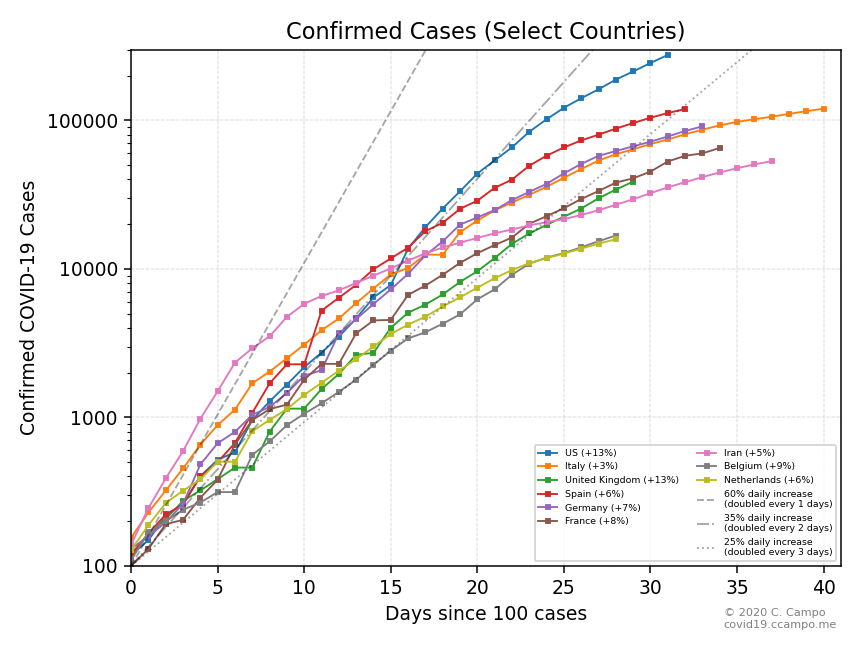 Confirmed Cases (Select Countries)
Confirmed COVID-19 Cases
100000
10000
1000
100
0
5
10
15
20
25
30
35
40
Days since 100 cases
US (+13%)
Italy (+3%)
United Kingdom (+13%)
Spain (+6%)
Germany (+7%)
France (+8%)
Iran (+5%)
Belgium (+9%)
Netherlands (+6%)
60% daily increase
(doubled every 1 days)
35% daily increase
(doubled every 2 days)
25% daily increase
(doubled every 3 days)
© 2020 C. Campo
covid19.ccampo.me